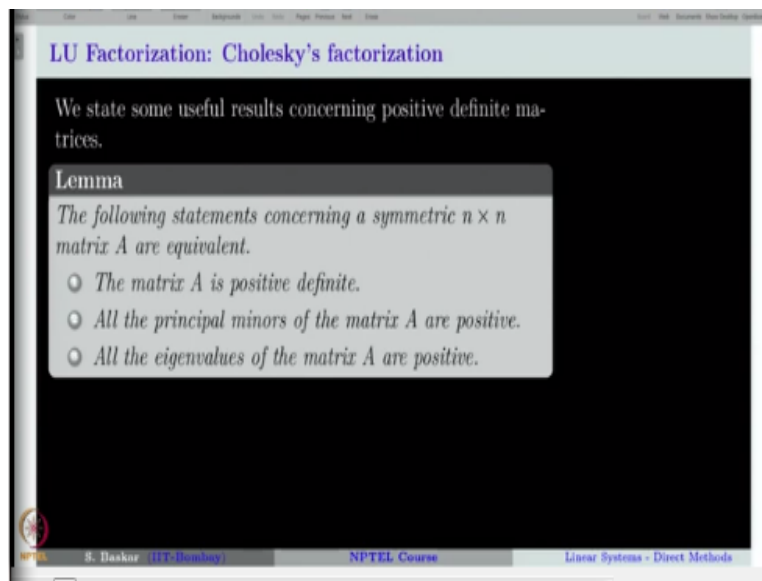 LU Factorization: Cholesky's factorization
We state some useful results concerning positive definite ma-
trices.
Lemma
The following statements concerning a symmetric n × n
matrix A are equivalent.
The matrix A is positive definite.
All the principal minors of the matrix A are positive.
All the eigenvalues of the matrix A are positive.
NPTEL
S. Baskar (IIT-Bombay) NPTEL Course Linear Systems - Direct Methods